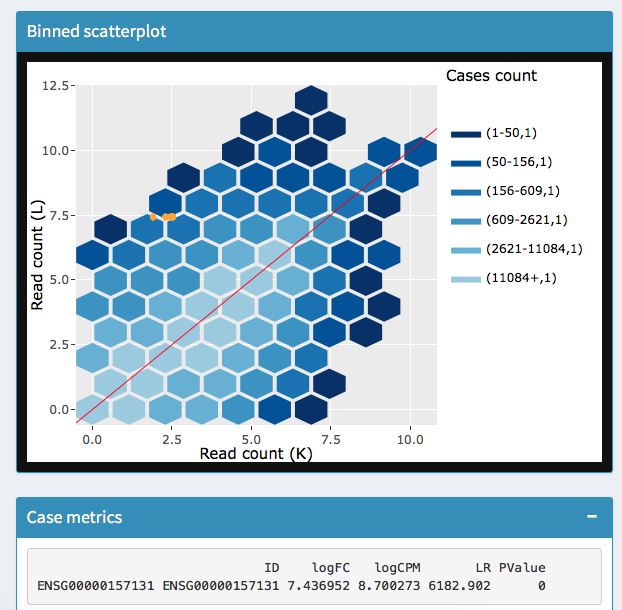 Binned scatterplot
Cases count
12.5
10.0
7.5
5.0
2.5
0.0
Read count (L)
(1-50,1)
(50-156,1)
(156-609,1)
(609-2621,1)
(2621-11084,1)
(11084+,1)
0.0 2.5 5.0 7.5 10.0
Read count (K)
Case metrics
ID logFC logCPM LR PValue
ENSG00000157131 ENSG00000157131 7.436952 8.700273 6182.902 0